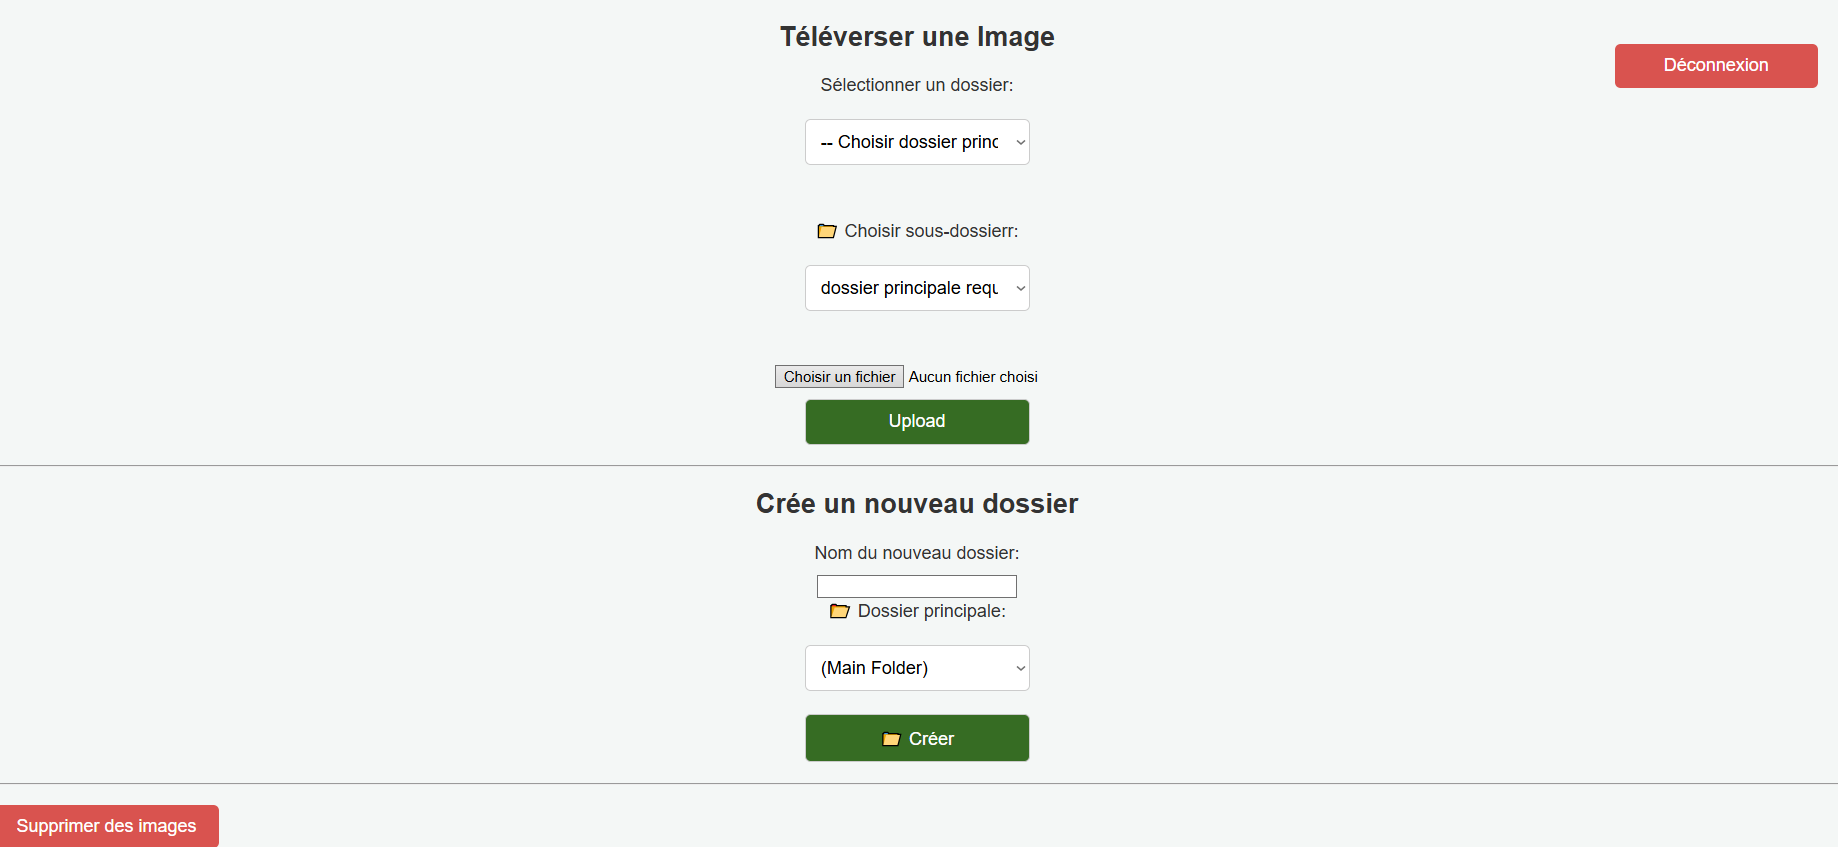 Téléverser une Image
Déconnexion
Sélectionner un dossier:
-- Choisir dossier princ
Choisir sous-dossierr:
dossier principale requ
Choisir un fichier Aucun fichier choisi
Upload
Crée un nouveau dossier
Nom du nouveau dossier:
Dossier principale:
(Main Folder)
Créer
Supprimer des images